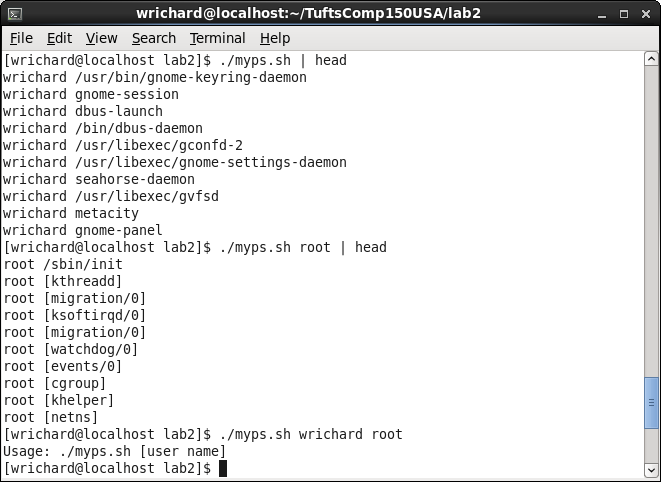 wrichard@localhost:~/TuftsComp150USA/lab2
File Edit View Search Terminal Help
[wrichard@localhost lab2]$ ./myps.sh | head
wrichard /usr/bin/gnome-keyring-daemon
wrichard gnome-session
wrichard dbus-launch
wrichard /bin/dbus-daemon
wrichard /usr/libexec/gconfd-2
wrichard /usr/libexec/gnome-settings-daemon
wrichard seahorse-daemon
wrichard /usr/libexec/gvfsd
wrichard metacity
wrichard gnome-panel
[wrichard@localhost lab2]$ ./myps.sh root | head
root /sbin/init
root [kthreadd]
root [migration/0]
root [ksoftirqd/0]
root [migration/0]
root [watchdog/0]
root [events/0]
root [cgroup]
root [khelper]
root [netns]
[wrichard@localhost lab2]$ ./myps.sh wrichard root
Usage: ./myps.sh [user name]
[wrichard@localhost lab2]$